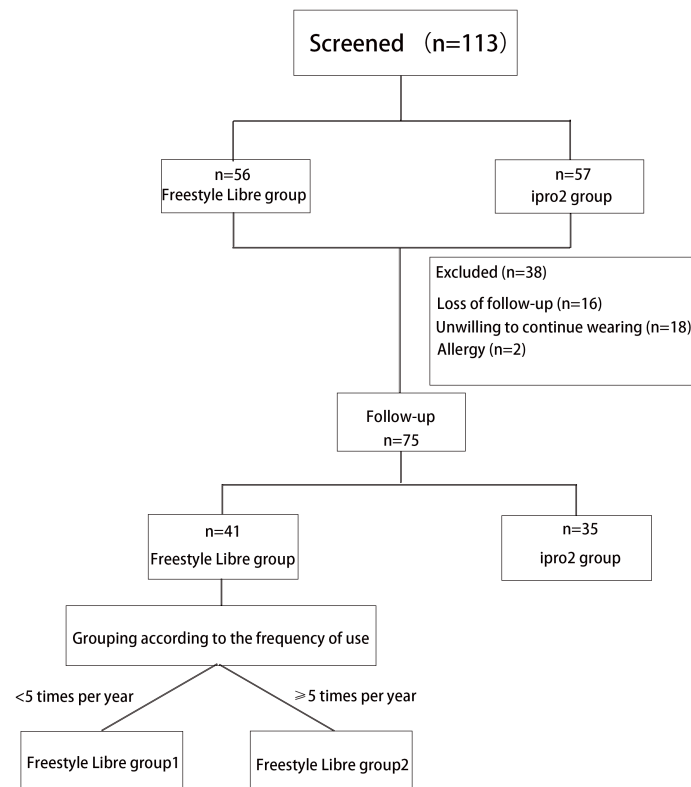 Screened （n=113）
n=56
Freestyle Libre group
n=57
ipro2 group
Excluded (n=38)
Loss of follow-up (n=16)
Unwilling to continue wearing (n=18)
Allergy (n=2)
Follow-up
n=75
n=41
Freestyle Libre group
n=35
ipro2 group
Grouping according to the frequency of use
<5 times per year
⩾5 times per year
Freestyle Libre group1
Freestyle Libre group2